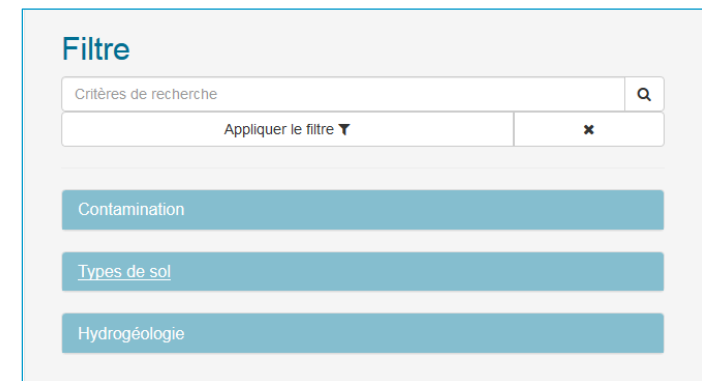 Filtre
Critères de recherche
Appliquer le filtre
Contamination
Types de sol
Hydrogéologie